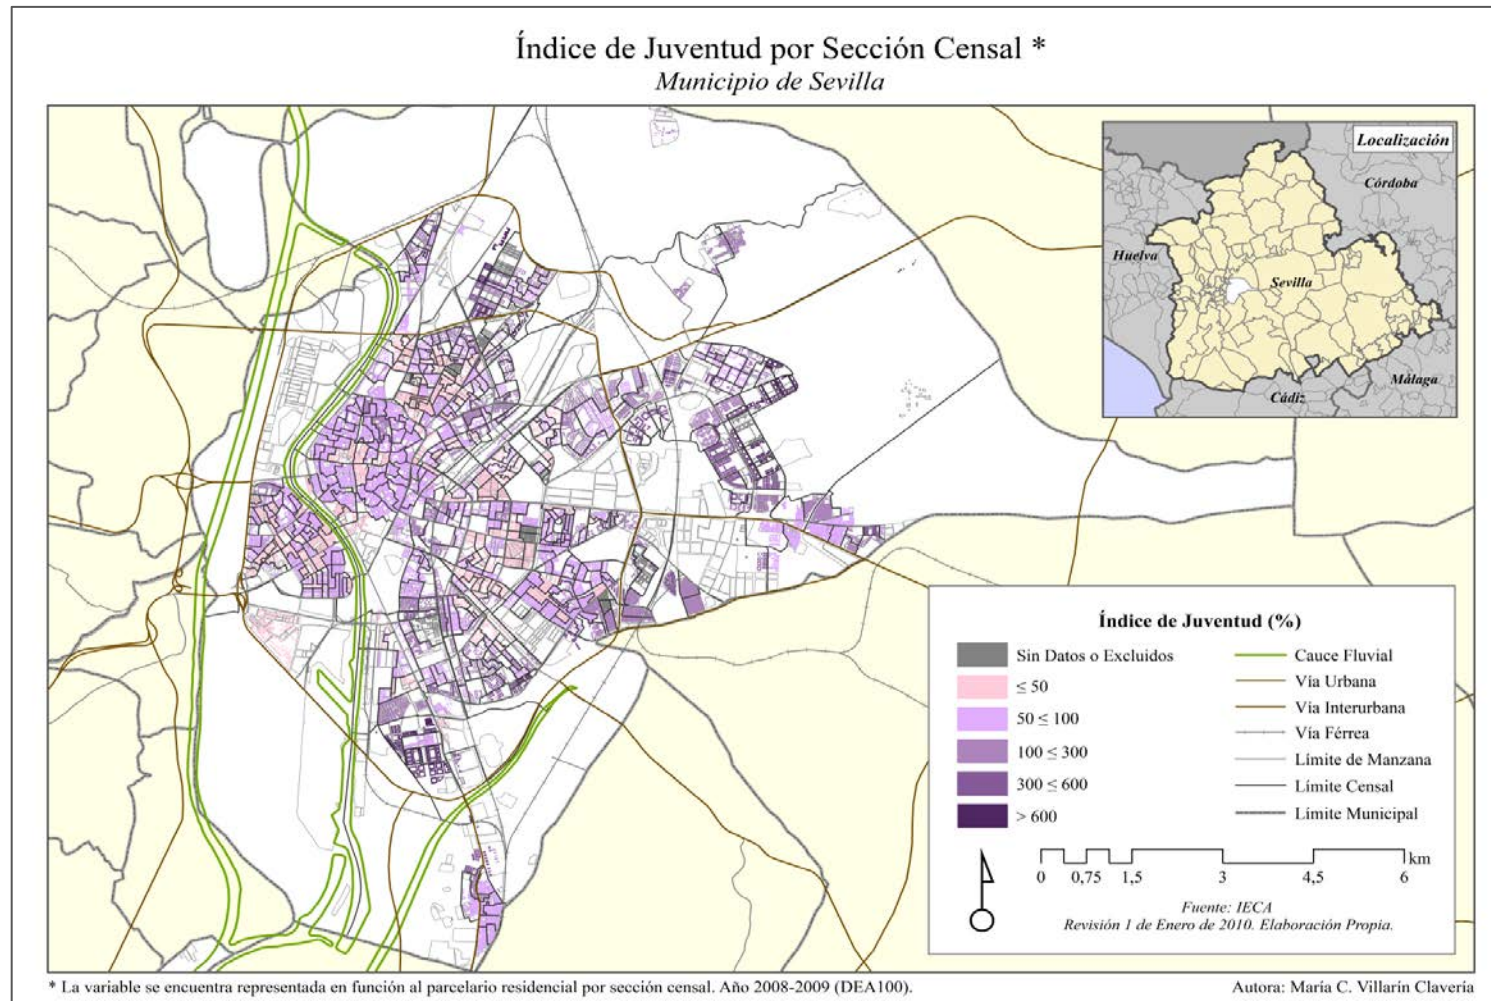 Índice de Juventud por Sección Censal *
Municipio de Sevilla
Localización
Córdoba
Huelva
Sevilla
Málaga
Cádiz
Índice de Juventud (%)
Sin Datos o Excluidos
≤ 50
50 ≤ 100
100 ≤ 300
300 ≤ 600
> 600
Cauce Fluvial
Vía Urbana
Vía Interurbana
Vía Férrea
Límite de Manzana
Límite Censal
Límite Municipal
km
0 0,75 1,5 3 4,5 6
Fuente: IECA
Revisión 1 de Enero de 2010. Elaboración Propia.
* La variable se encuentra representada en función al parcelario residencial por sección censal. Año 2008-2009 (DEA100).
Autora: María C. Villarín Clavería